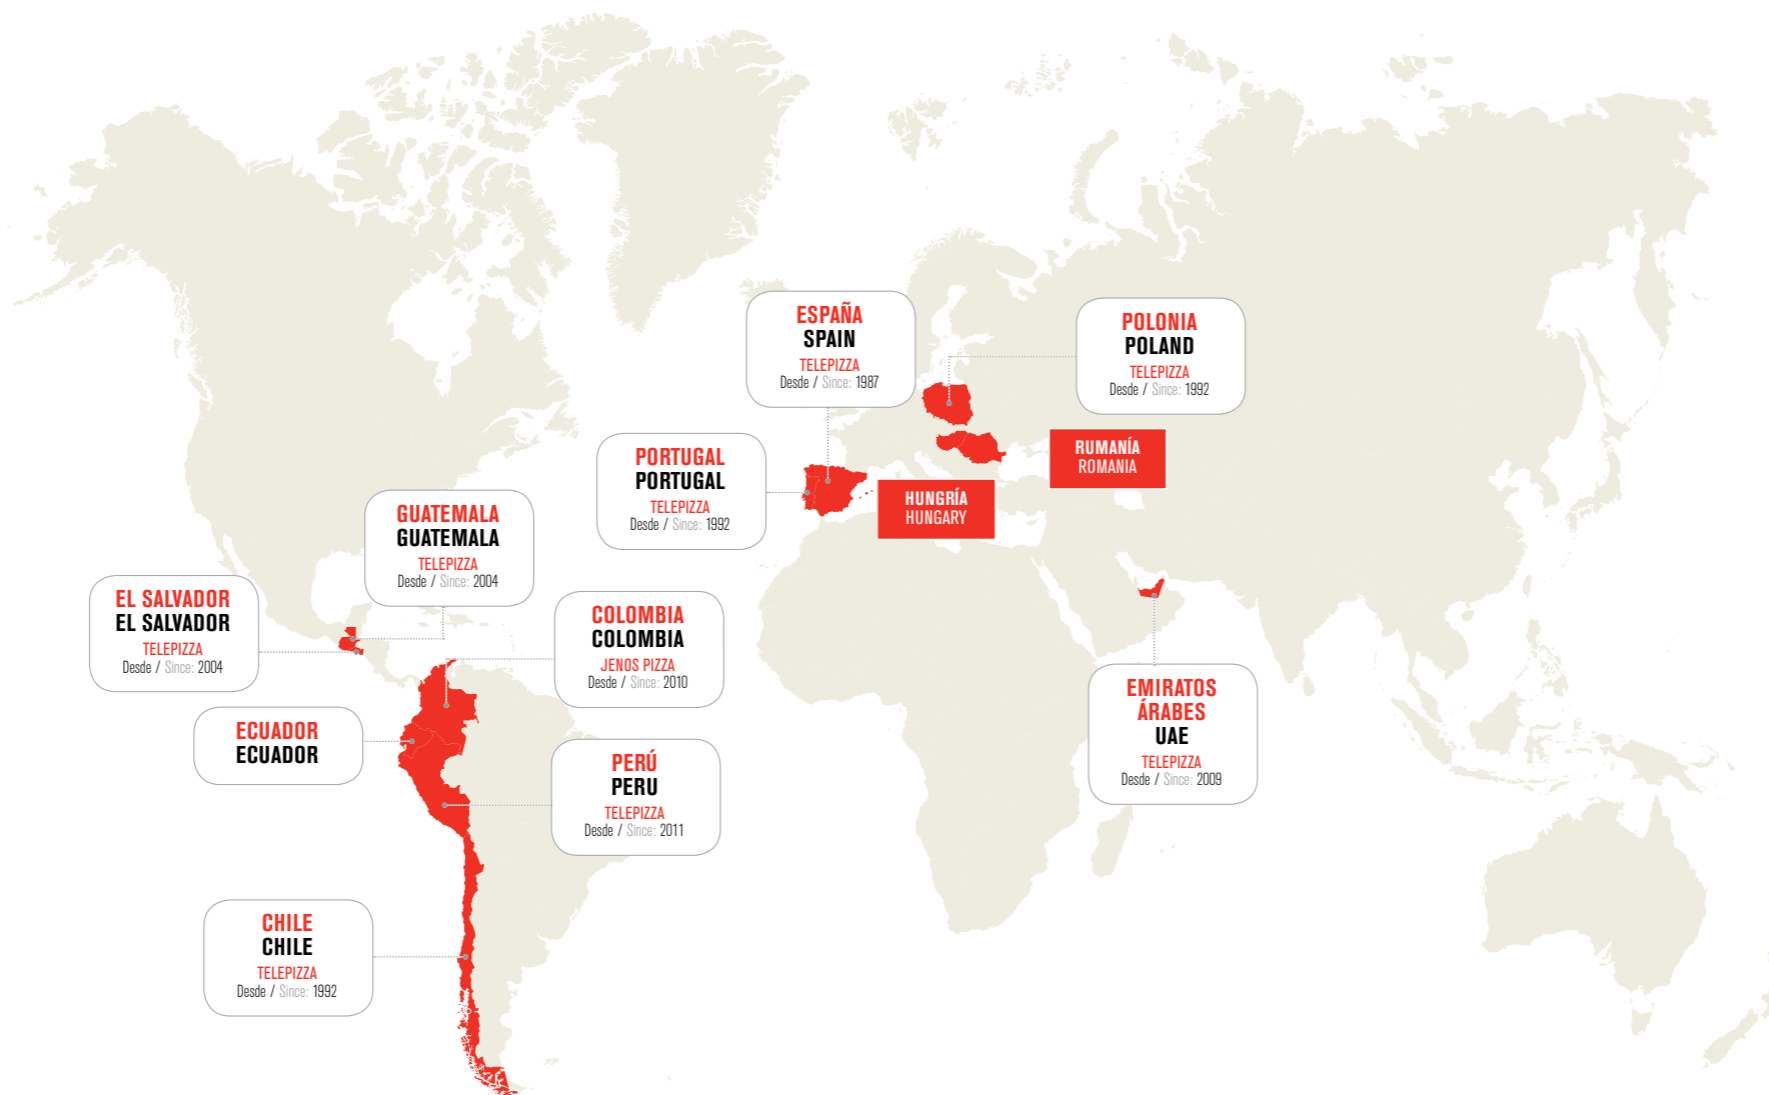 ESPAÑA
SPAIN
TELEPIZZA
Desde / Since: 1987
POLONIA
POLAND
TELEPIZZA
Desde / Since: 1992
RUMANÍA
ROMANIA
PORTUGAL
PORTUGAL
TELEPIZZA
Desde / Since: 1992
HUNGRÍA
HUNGARY
GUATEMALA
GUATEMALA
TELEPIZZA
Desde / Since: 2004
EL SALVADOR
EL SALVADOR
TELEPIZZA
Desde / Since: 2004
COLOMBIA
COLOMBIA
JENOS PIZZA
Desde / Since: 2010
EMIRATOS
ÁRABES
UAE
TELEPIZZA
Desde / Since: 2009
ECUADOR
ECUADOR
PERÚ
PERU
TELEPIZZA
Desde / Since: 2011
CHILE
CHILE
TELEPIZZA
Desde / Since: 1992